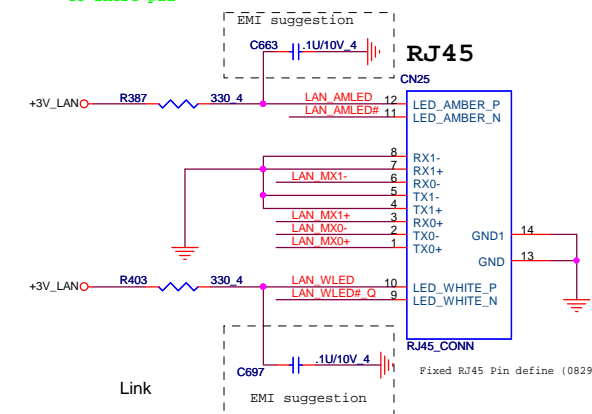 EMI suggestion
C663 .1U/10V_4
RJ45
CN25
+3V_LAN R387 330_4 LAN_AMLED 12 LED_AMBER_P
LAN_AMLED# 11 LED_AMBER_N
8 RX1-
7 RX1+
LAN_MX1- 6 RX0-
5 TX1-
4 TX1+
LAN_MX1+ 3 RX0+
LAN_MX0- 2 TX0- GND1 14
LAN_MX0+ 1 TX0+
GND 13
+3V_LAN R403 330_4 LAN_WLED 10 LED_WHITE_P
LAN_WLED#_Q 9 LED_WHITE_N
RJ45_CONN
C697 .1U/10V_4
Fixed RJ45 Pin define (0829
Link
EMI suggestion